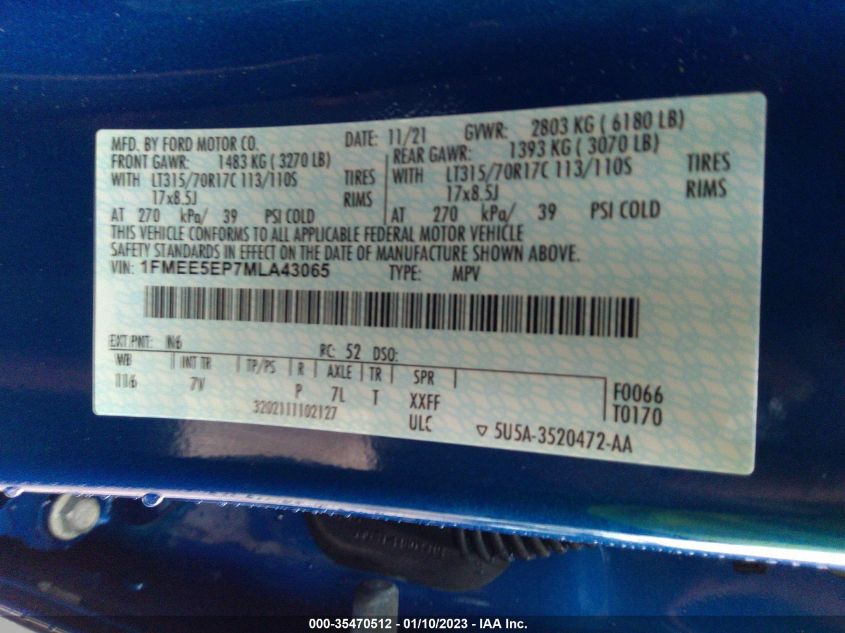 MFD. BY FORD MOTOR CO. DATE: 11/21 GVWR: 2803 KG ( 6180 LB)
FRONT GAWR: 1483 KG ( 3270 LB) REAR GAWR: 1393 KG ( 3070 LB)
WITH LT315/70R17C 113/110S TIRES WITH LT315/70R17C 113/110S TIRES
17x8.5J RIMS 17x8.5J RIMS
AT 270 kPa/ 39 PSI COLD AT 270 kPa/ 39 PSI COLD
THIS VEHICLE CONFORMS TO ALL APPLICABLE FEDERAL MOTOR VEHICLE
SAFETY STANDARDS IN EFFECT ON THE DATE OF MANUFACTURE SHOWN ABOVE.
VIN: 1FMEE5EP7MLA43065 TYPE: MPV
EXT PNT: N6 RC: 52 DSO:
WB INT TR TP/PS R AXLE TR SPR
116 7V P 7L T XXFF F0066
3202111102127 ULC T0170
5U5A-3520472-AA
000-35470512 - 01/10/2023 - IAA Inc.